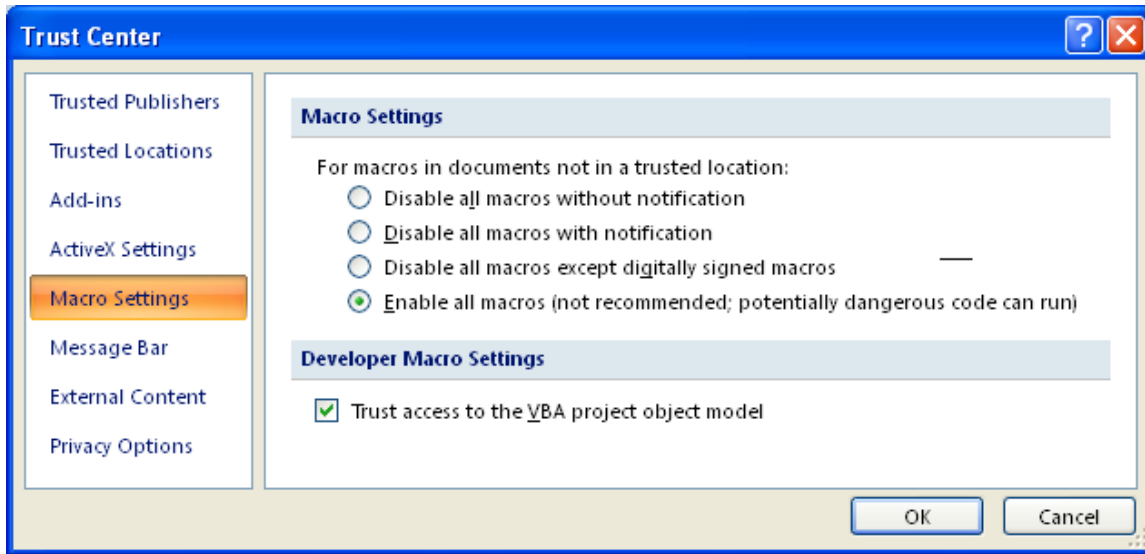 Trust Center
Trusted Publishers
Trusted Locations
Add-ins
ActiveX Settings
Macro Settings
Message Bar
External Content
Privacy Options
Macro Settings
For macros in documents not in a trusted location:
Disable all macros without notification
Disable all macros with notification
Disable all macros except digitally signed macros
Enable all macros (not recommended; potentially dangerous code can run)
Developer Macro Settings
Trust access to the VBA project object model
OK
Cancel